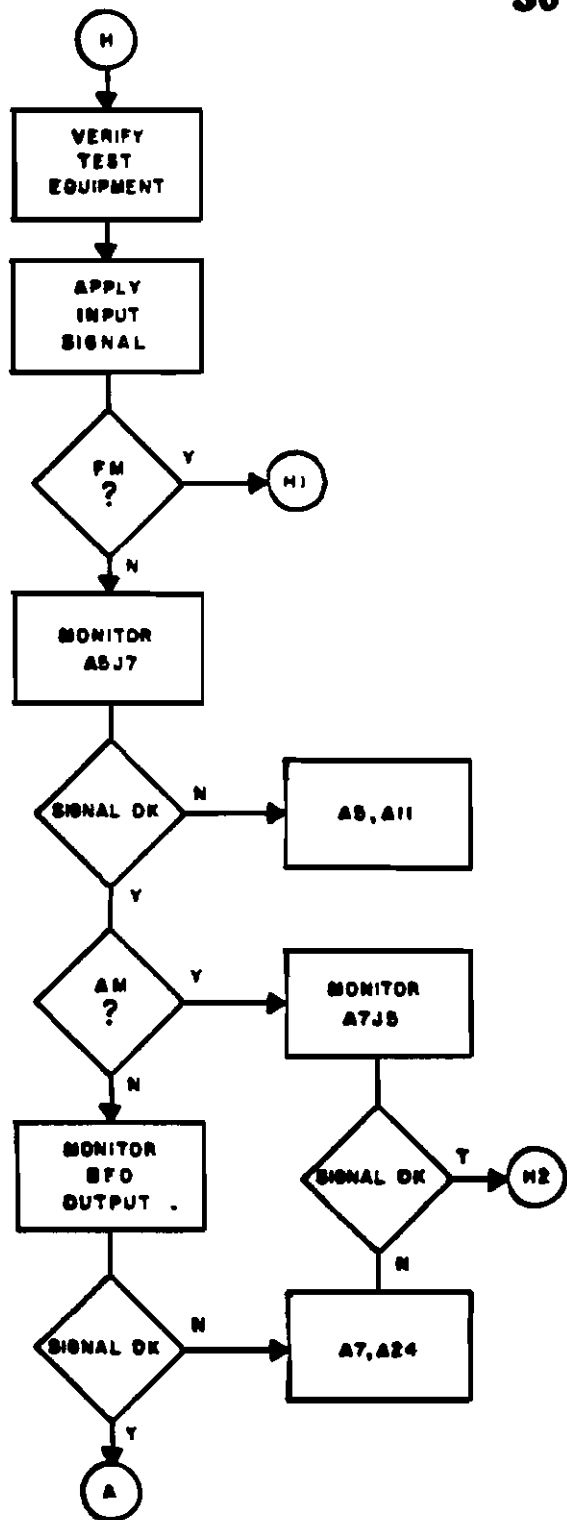 H
VERIFY
TEST
EQUIPMENT
APPLY
INPUT
SIGNAL
FM
?
Y
H1
N
MONITOR
A5J7
SIGNAL OK
N
A5, A11
Y
AM
?
Y
MONITOR
A7J5
N
MONITOR
BFO
OUTPUT .
SIGNAL OK
Y
H2
N
SIGNAL OK
N
A7, A24
Y
A